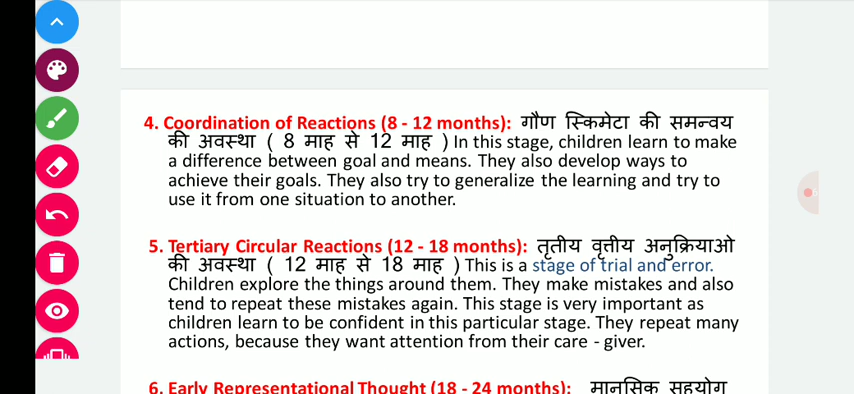 4. Coordination of Reactions (8 - 12 months): गौण स्किमेटा की समन्वय
की अवस्था ( 8 माह से 12 माह ) In this stage, children learn to make
a difference between goal and means. They also develop ways to
achieve their goals. They also try to generalize the learning and try to
use it from one situation to another.
5. Tertiary Circular Reactions (12 - 18 months): तृतीय वृत्तीय अनुक्रियाओ
की अवस्था ( 12 माह से 18 माह ) This is a stage of trial and error.
Children explore the things around them. They make mistakes and also
tend to repeat these mistakes again. This stage is very important as
children learn to be confident in this particular stage. They repeat many
actions, because they want attention from their care - giver.
6. Early Representational Thought (18 - 24 months): मानसिक सहयोग